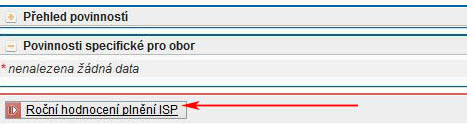 Přehled povinností
Povinnosti specifické pro obor
* nenalezena žádná data
Roční hodnocení plnění ISP